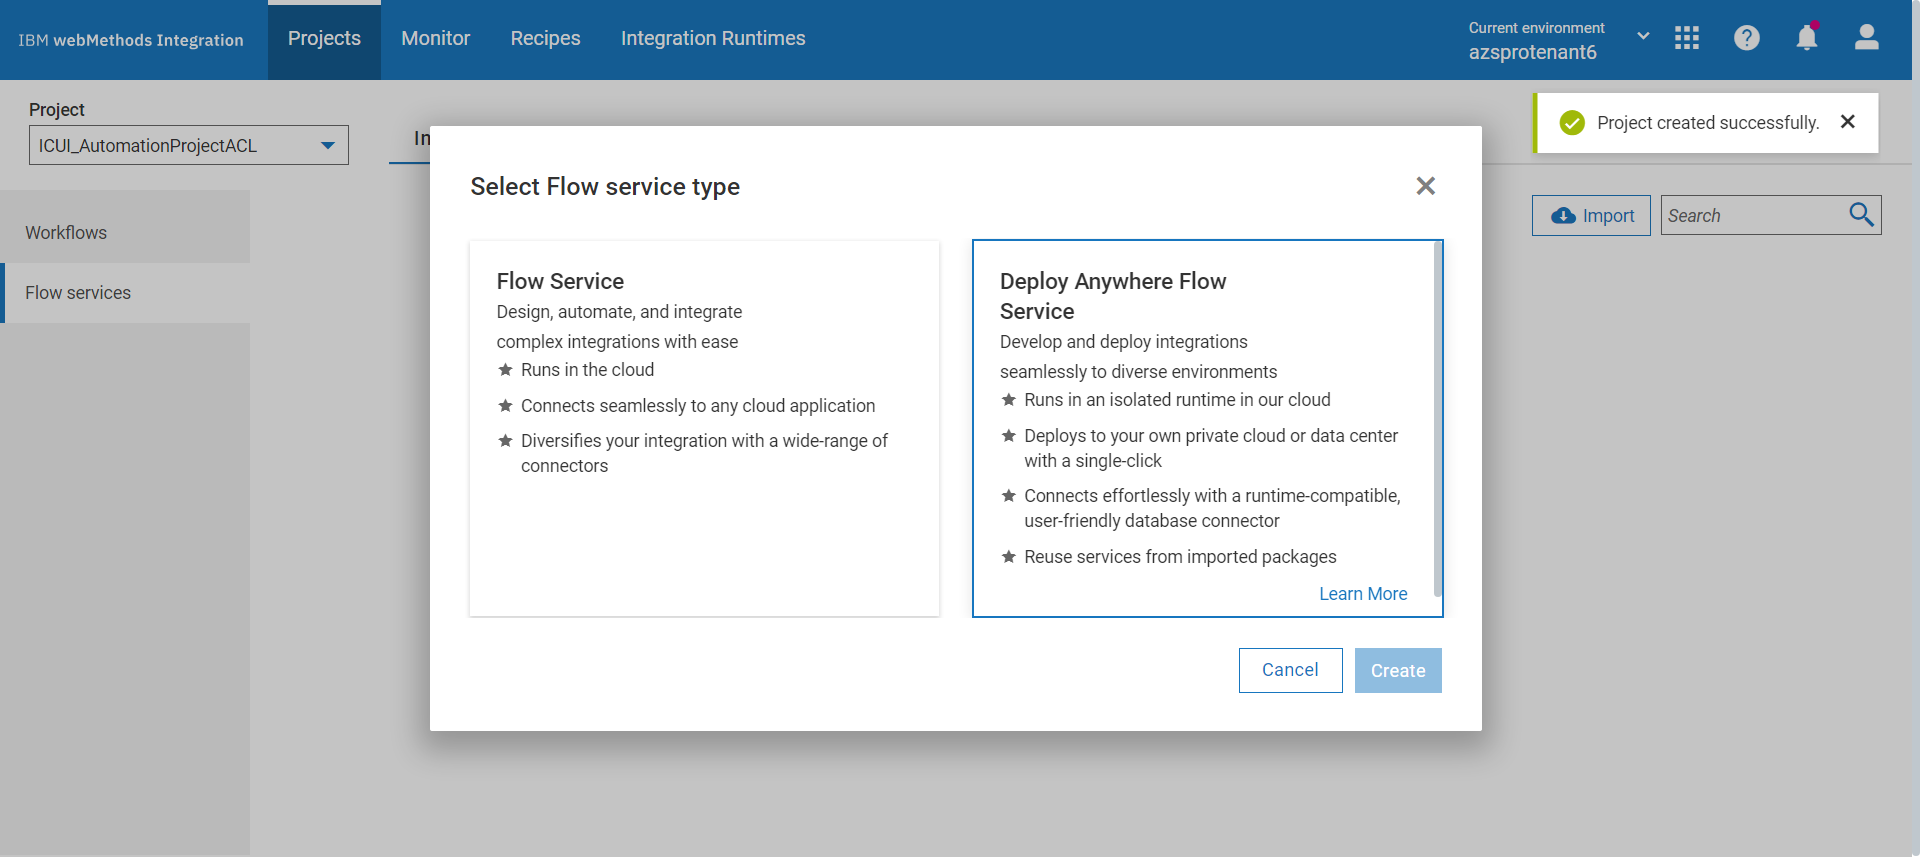 IBM webMethods Integration
Projects
Monitor
Recipes
Integration Runtimes
Current environment
azsprotenant6
Project
ICUI_AutomationProjectACL
Project created successfully.
Import
Search
Workflows
Flow services
Select Flow service type
Flow Service
Design, automate, and integrate
complex integrations with ease
Runs in the cloud
Connects seamlessly to any cloud application
Diversifies your integration with a wide-range of
connectors
Deploy Anywhere Flow
Service
Develop and deploy integrations
seamlessly to diverse environments
Runs in an isolated runtime in our cloud
Deploys to your own private cloud or data center
with a single-click
Connects effortlessly with a runtime-compatible,
user-friendly database connector
Reuse services from imported packages
Learn More
Cancel
Create